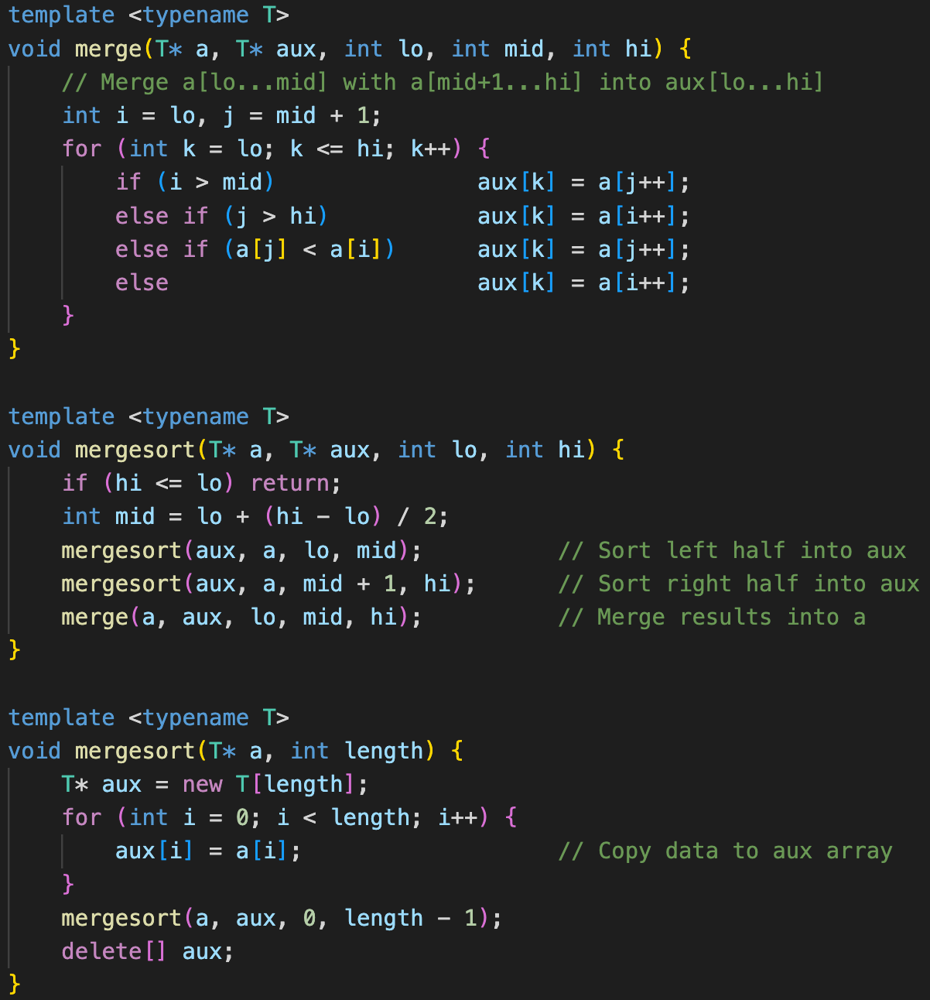 template <typename T>
void merge(T* a, T* aux, int lo, int mid, int hi) {
    // Merge a[lo...mid] with a[mid+1...hi] into aux[lo...hi]
    int i = lo, j = mid + 1;
    for (int k = lo; k <= hi; k++) {
        if (i > mid)               aux[k] = a[j++];
        else if (j > hi)           aux[k] = a[i++];
        else if (a[j] < a[i])      aux[k] = a[j++];
        else                       aux[k] = a[i++];
    }
}

template <typename T>
void mergesort(T* a, T* aux, int lo, int hi) {
    if (hi <= lo) return;
    int mid = lo + (hi - lo) / 2;
    mergesort(aux, a, lo, mid);          // Sort left half into aux
    mergesort(aux, a, mid + 1, hi);      // Sort right half into aux
    merge(a, aux, lo, mid, hi);          // Merge results into a
}

template <typename T>
void mergesort(T* a, int length) {
    T* aux = new T[length];
    for (int i = 0; i < length; i++) {
        aux[i] = a[i];                   // Copy data to aux array
    }
    mergesort(a, aux, 0, length - 1);
    delete[] aux;
}